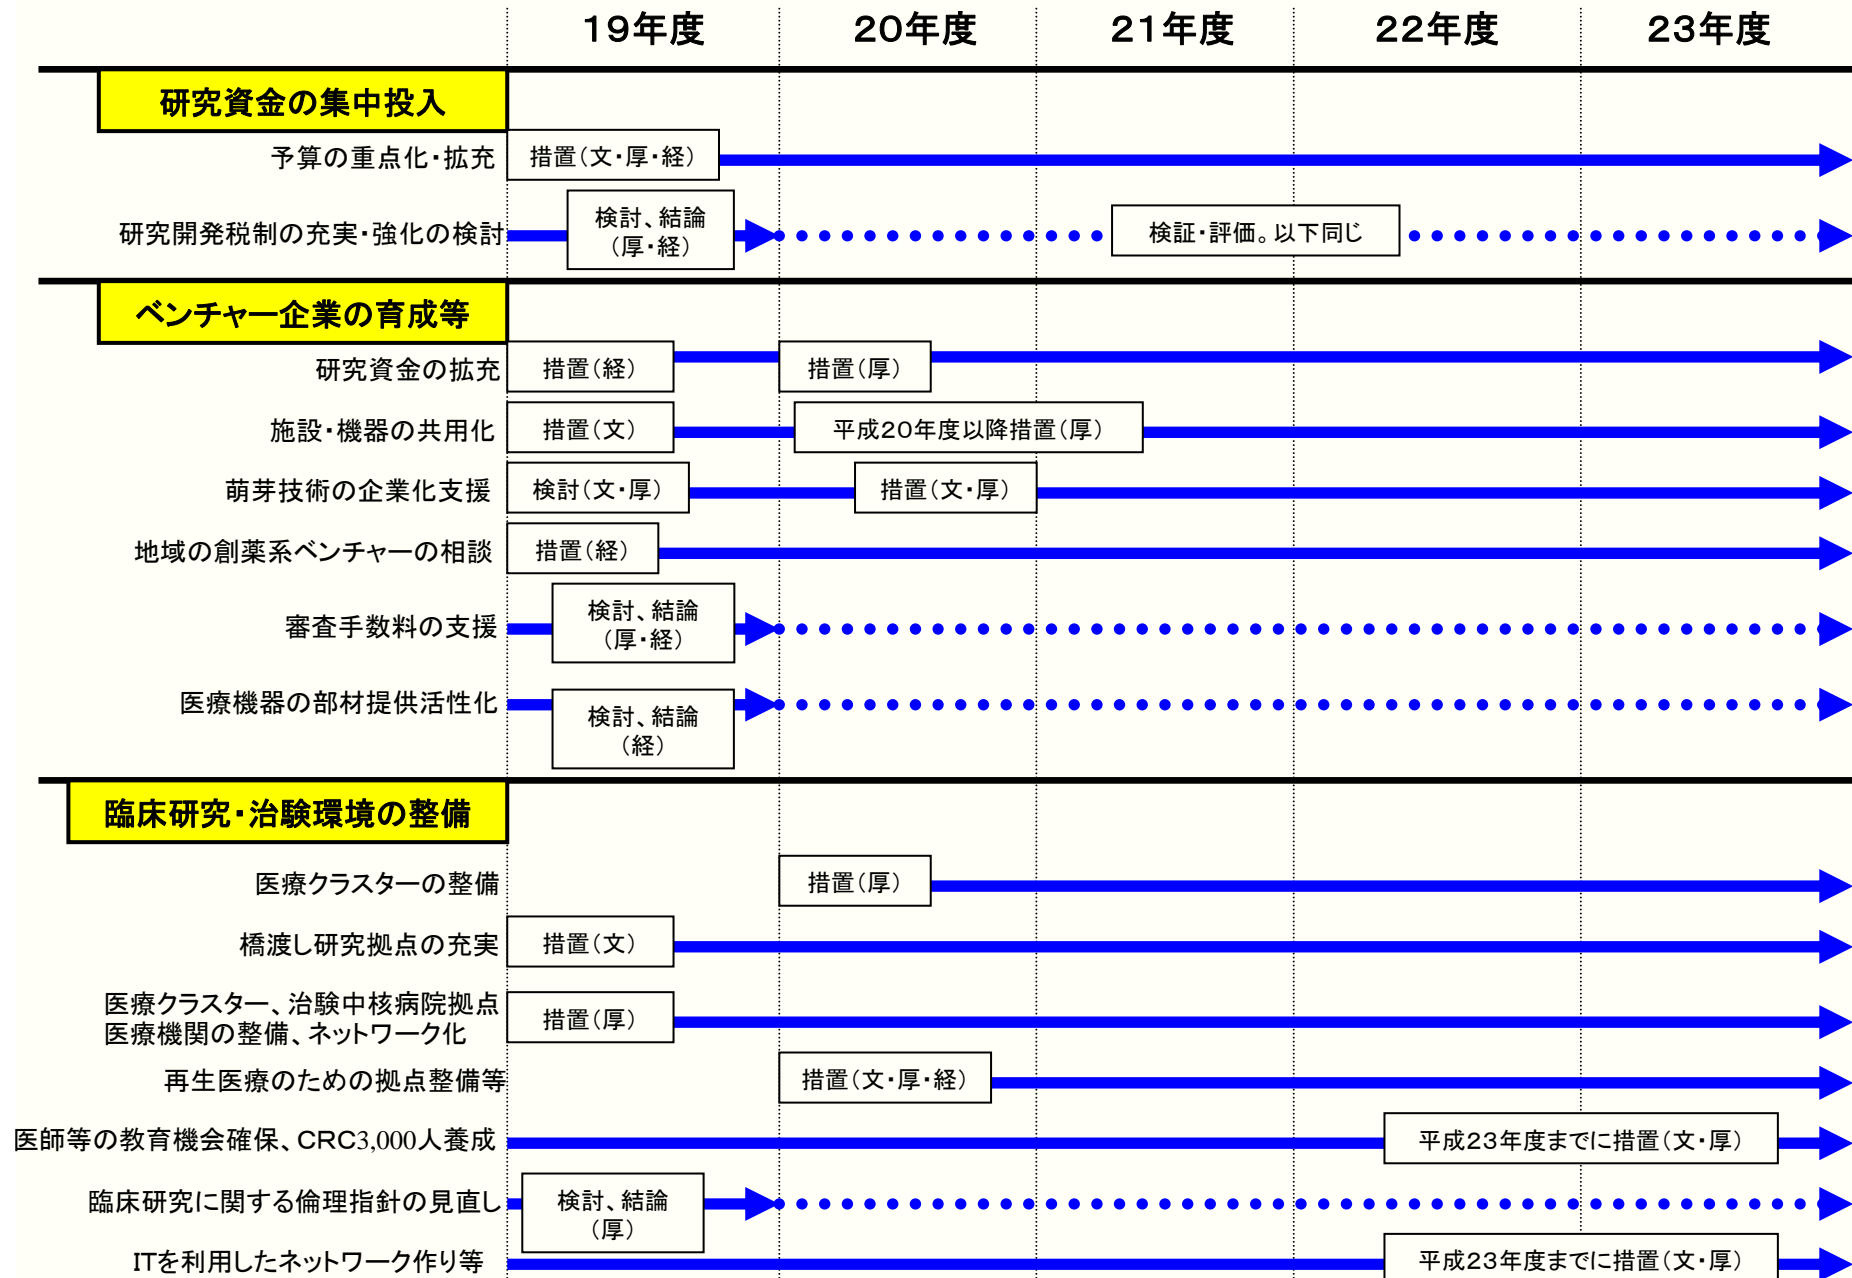 19年度 20年度 21年度 22年度 23年度
研究資金の集中投入
予算の重点化・拡充 措置(文・厚・経)
研究開発税制の充実・強化の検討 検討、結論 検証・評価。以下同じ
(厚・経)
ベンチャー企業の育成等
研究資金の拡充 措置(経) 措置(厚)
施設・機器の共用化 措置(文) 平成20年度以降措置(厚)
萌芽技術の企業化支援 検討(文・厚) 措置(文・厚)
地域の創薬系ベンチャーの相談 措置(経)
審査手数料の支援 検討、結論
(厚・経)
医療機器の部材提供活性化 検討、結論
(経)
臨床研究・治験環境の整備
医療クラスターの整備 措置(厚)
橋渡し研究拠点の充実 措置(文)
医療クラスター、治験中核病院拠点
医療機関の整備、ネットワーク化 措置(厚)
再生医療のための拠点整備等 措置(文・厚・経)
医師等の教育機会確保、CRC3,000人養成 平成23年度までに措置(文・厚)
臨床研究に関する倫理指針の見直し 検討、結論
(厚)
ITを利用したネットワーク作り等 平成23年度までに措置(文・厚)